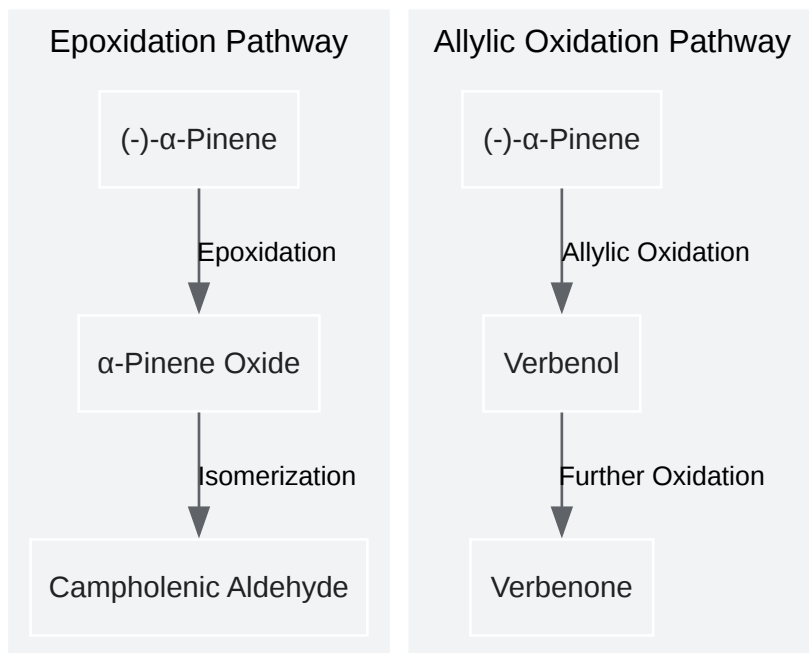 Epoxidation Pathway
(-)-α-Pinene
Epoxidation
α-Pinene Oxide
Isomerization
Campholenic Aldehyde
Allylic Oxidation Pathway
(-)-α-Pinene
Allylic Oxidation
Verbenol
Further Oxidation
Verbenone